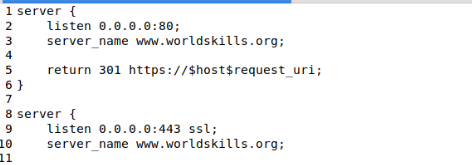 1 server {
2     listen 0.0.0.0:80;
3     server_name www.worldskills.org;
4
5     return 301 https://$host$request_uri;
6 }
7
8 server {
9     listen 0.0.0.0:443 ssl;
10     server_name www.worldskills.org;
11